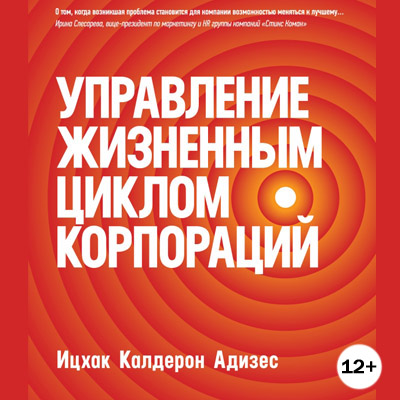 О том, когда возникшая проблема становится для компании возможностью меняться к лучшему...
Ирина Слесарева, вице-президент по маркетингу и HR группы компаний «Стинс Коман»
УПРАВЛЕНИЕ
ЖИЗНЕННЫМ
ЦИКЛОМ
КОРПОРАЦИЙ
Ицхак Калдерон Адизес
12+